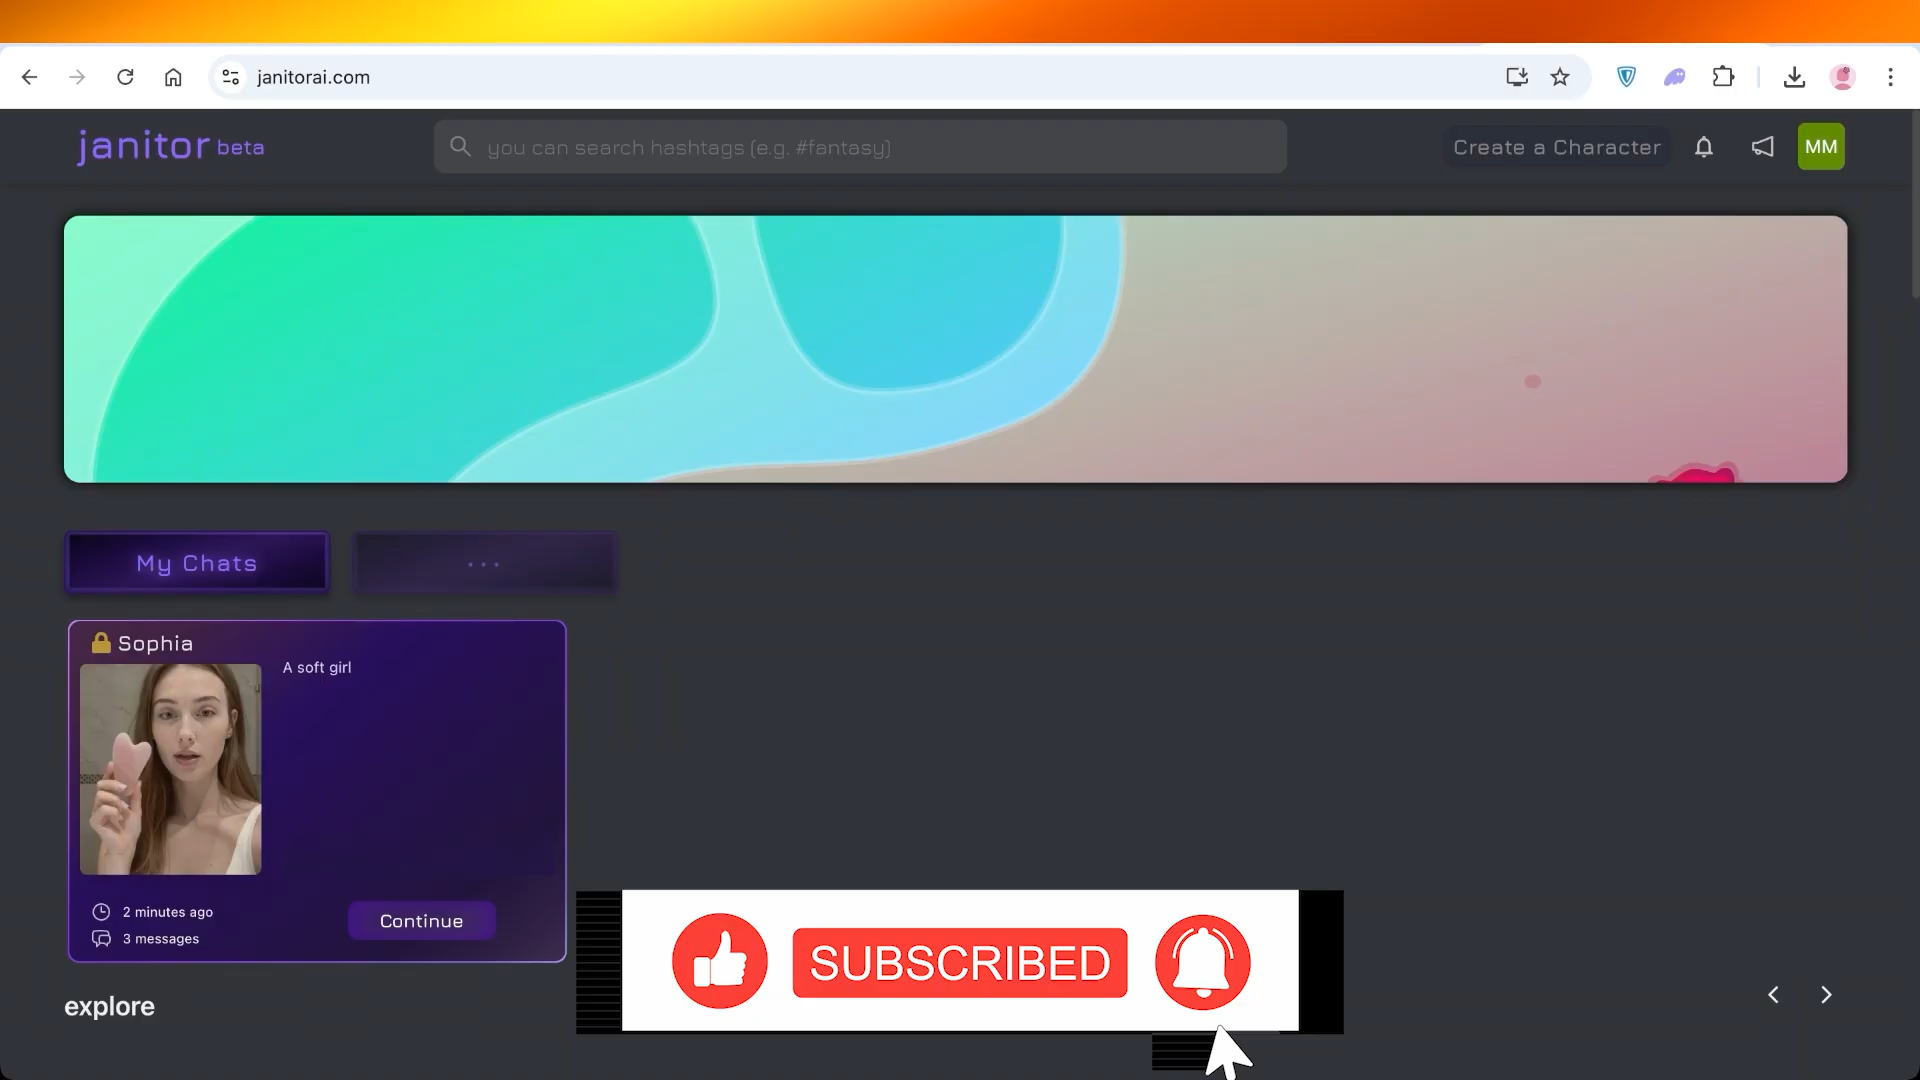 janitorai.com
janitor beta
you can search hashtags (e.g. #fantasy)
Create a Character
MM
My Chats
...
Sophia
A soft girl
2 minutes ago
3 messages
Continue
SUBSCRIBED
explore